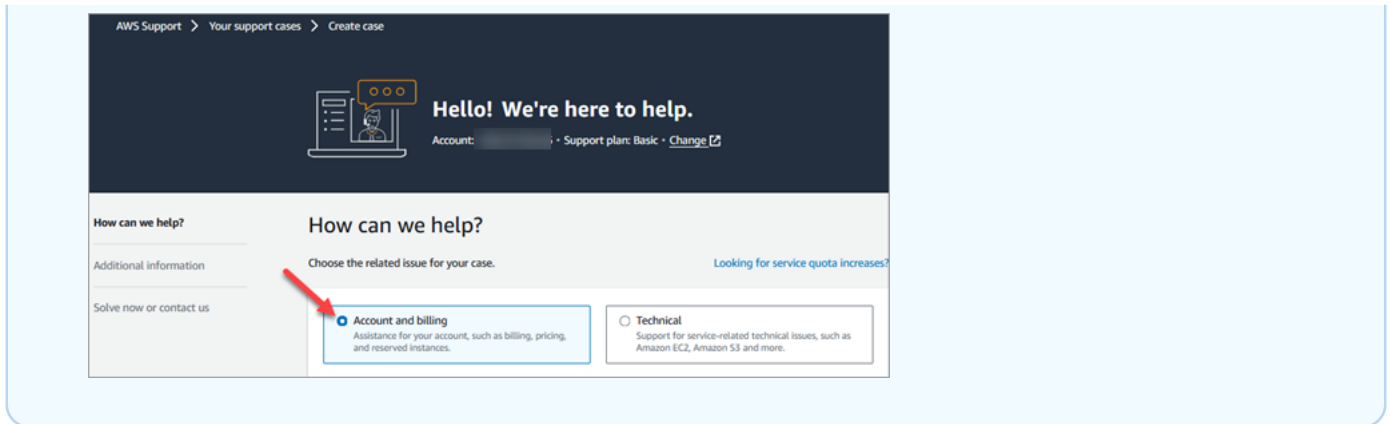 AWS Support > Your support cases > Create case
Hello! We're here to help.
Account: • Support plan: Basic • Change
How can we help?
How can we help?
Additional information
Choose the related issue for your case.
Looking for service quota increases?
Solve now or contact us
Account and billing
Assistance for your account, such as billing, pricing,
and reserved instances.
Technical
Support for service-related technical issues, such as
Amazon EC2, Amazon S3 and more.